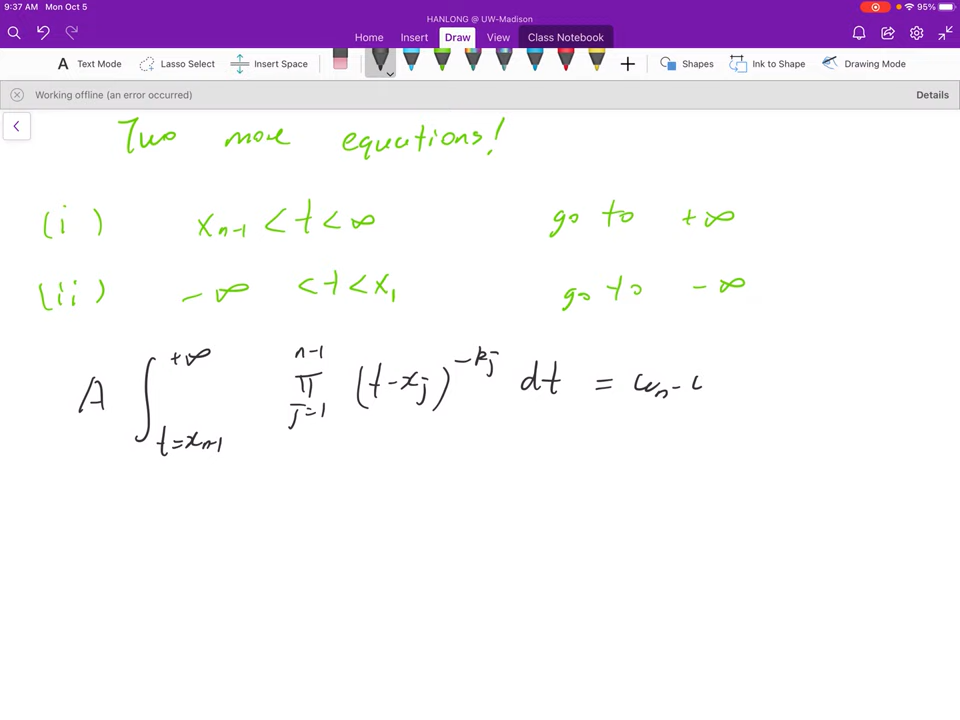 9:37 AM Mon Oct 5 95%
HANLONG @ UW-Madison
Home Insert Draw View Class Notebook
A Text Mode Lasso Select Insert Space Shapes Ink to Shape Drawing Mode
Working offline (an error occurred) Details
Two more equations!
(i) x_{n-1} < t < ∞ go to +∞
(ii) -∞ < t < x_1 go to -∞
A ∫_{t=x_{n-1}}^{+∞} ∏_{j=1}^{n-1} (t-x_j)^{-k_j} dt = w_n -